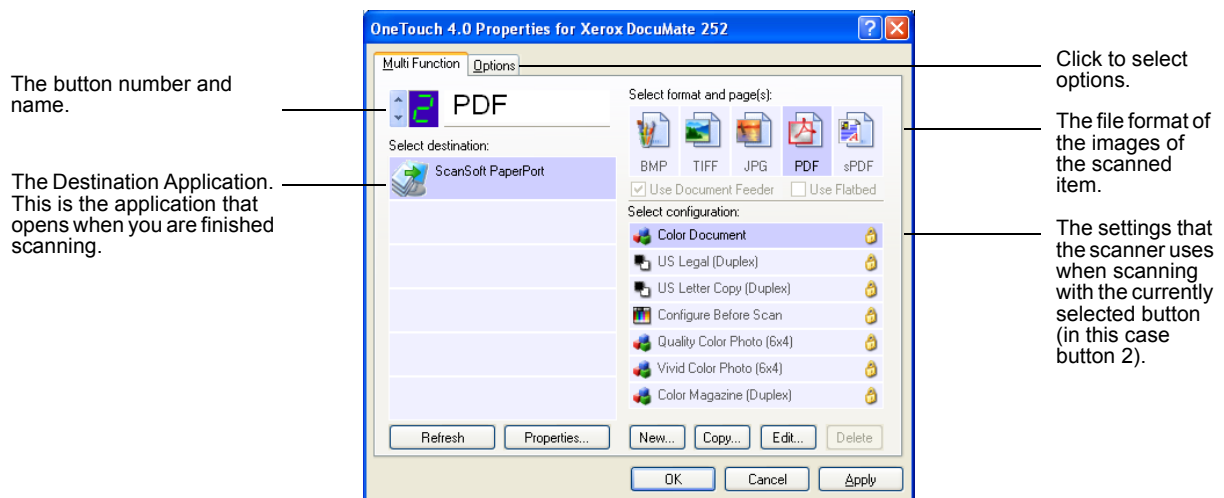 OneTouch 4.0 Properties for Xerox DocuMate 252
Multi Function
Options
The button number and
name.
2
PDF
Select destination:
ScanSoft PaperPort
The Destination Application.
This is the application that
opens when you are finished
scanning.
Select format and page(s):
BMP
TIFF
JPG
PDF
sPDF
Use Document Feeder
Use Flatbed
Select configuration:
Color Document
US Legal (Duplex)
US Letter Copy (Duplex)
Configure Before Scan
Quality Color Photo (6x4)
Vivid Color Photo (6x4)
Color Magazine (Duplex)
Refresh
Properties...
New...
Copy...
Edit...
Delete
OK
Cancel
Apply
Click to select
options.
The file format of
the images of
the scanned
item.
The settings that
the scanner uses
when scanning
with the currently
selected button
(in this case
button 2).